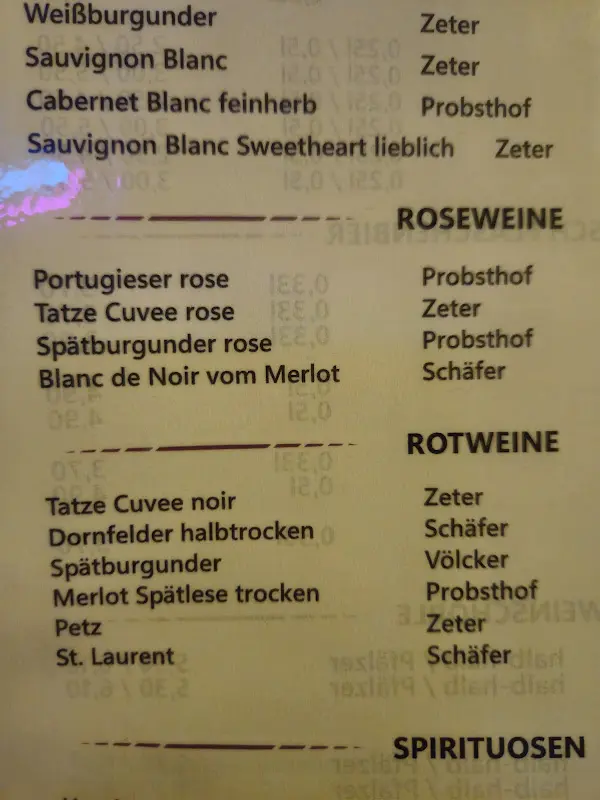 Weißburgunder Zeter
Sauvignon Blanc Zeter
Cabernet Blanc feinherb Probsthof
Sauvignon Blanc Sweetheart lieblich Zeter
ROSEWEINE
Portugieser rose Probsthof
Tatze Cuvee rose Zeter
Spätburgunder rose Probsthof
Blanc de Noir vom Merlot Schäfer
ROTWEINE
Tatze Cuvee noir Zeter
Dornfelder halbtrocken Schäfer
Spätburgunder Völcker
Merlot Spätlese trocken Probsthof
Petz Zeter
St. Laurent Schäfer
SPIRITUOSEN